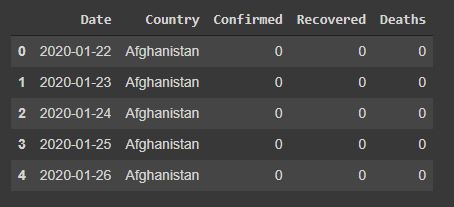 Date Country Confirmed Recovered Deaths
0 2020-01-22 Afghanistan 0 0 0
1 2020-01-23 Afghanistan 0 0 0
2 2020-01-24 Afghanistan 0 0 0
3 2020-01-25 Afghanistan 0 0 0
4 2020-01-26 Afghanistan 0 0 0